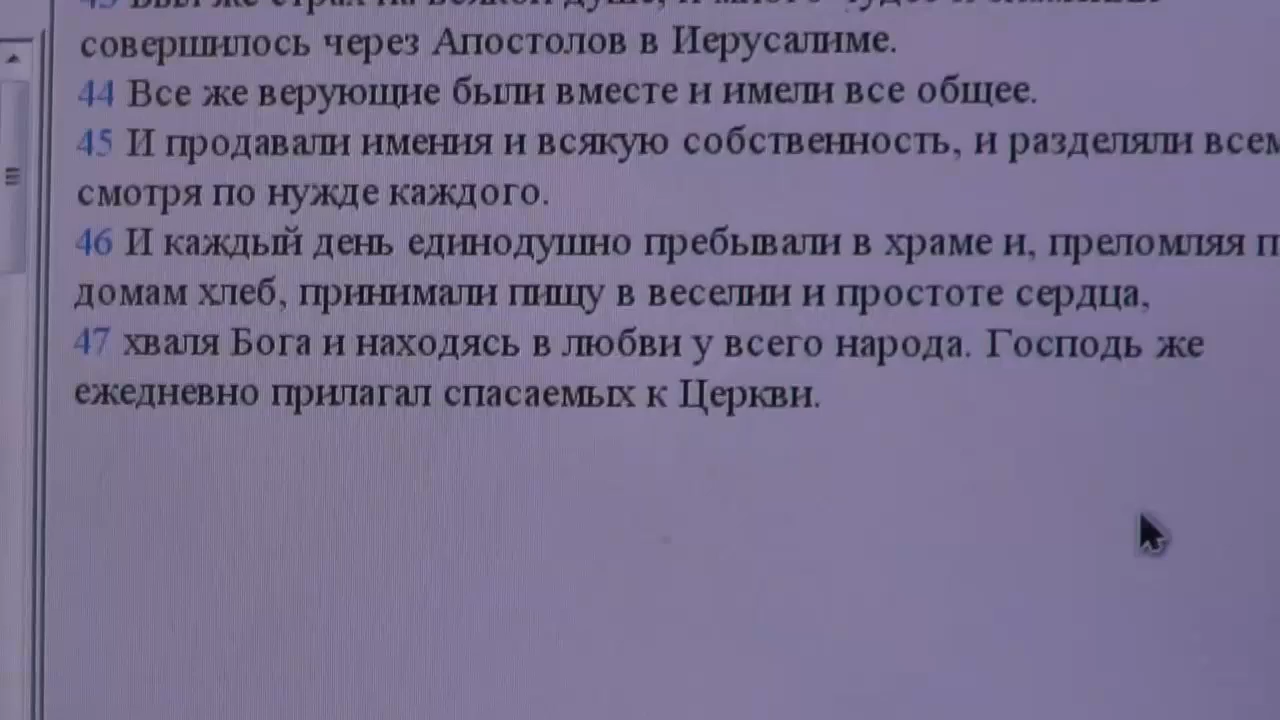 совершилось через Апостолов в Иерусалиме.
44 Все же верующие были вместе и имели все общее.
45 И продавали имения и всякую собственность, и разделяли всем
смотря по нужде каждого.
46 И каждый день единодушно пребывали в храме и, преломляя п
домам хлеб, принимали пищу в веселии и простоте сердца,
47 хваля Бога и находясь в любви у всего народа. Господь же
ежедневно прилагал спасаемых к Церкви.